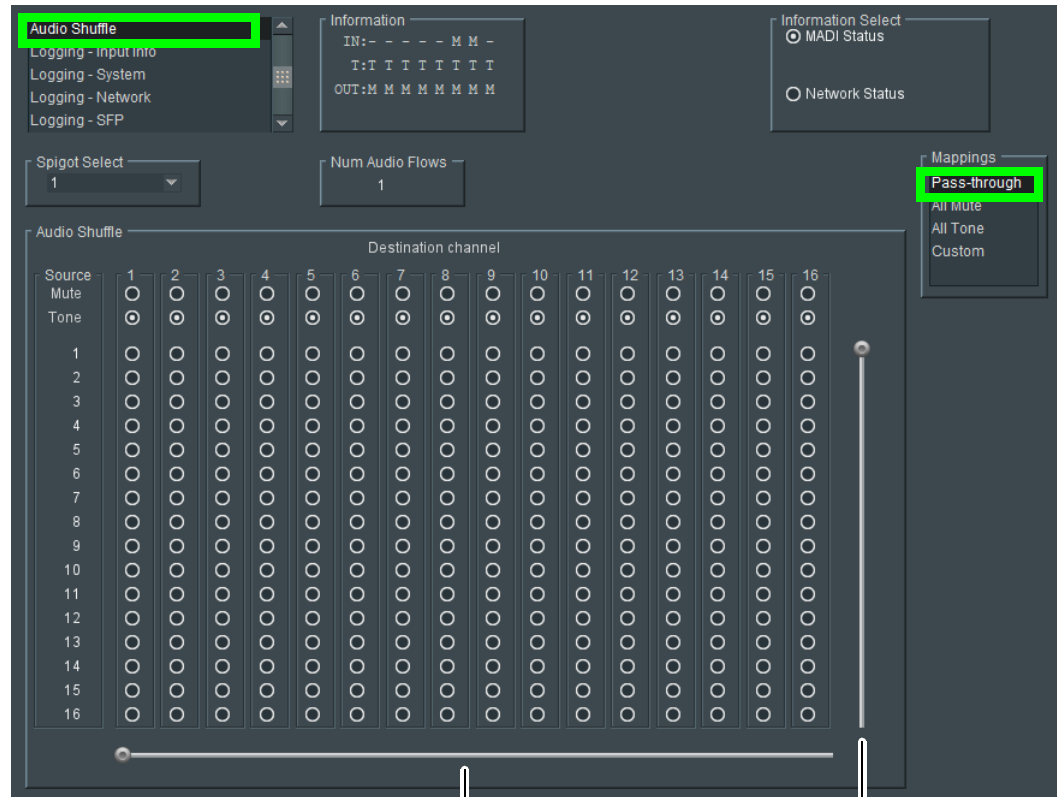 Audio Shuffle
Logging - Input Info
Logging - System
Logging - Network
Logging - SFP
Information
IN:- - - - - M M -
T:T T T T T T T T
OUT:M M M M M M M M
Information Select
MADI Status
Network Status
Spigot Select
1
Num Audio Flows
1
Mappings
Pass-through
All Mute
All Tone
Custom
Audio Shuffle
Destination channel
Source 1 2 3 4 5 6 7 8 9 10 11 12 13 14 15 16
Mute
Tone
1
2
3
4
5
6
7
8
9
10
11
12
13
14
15
16